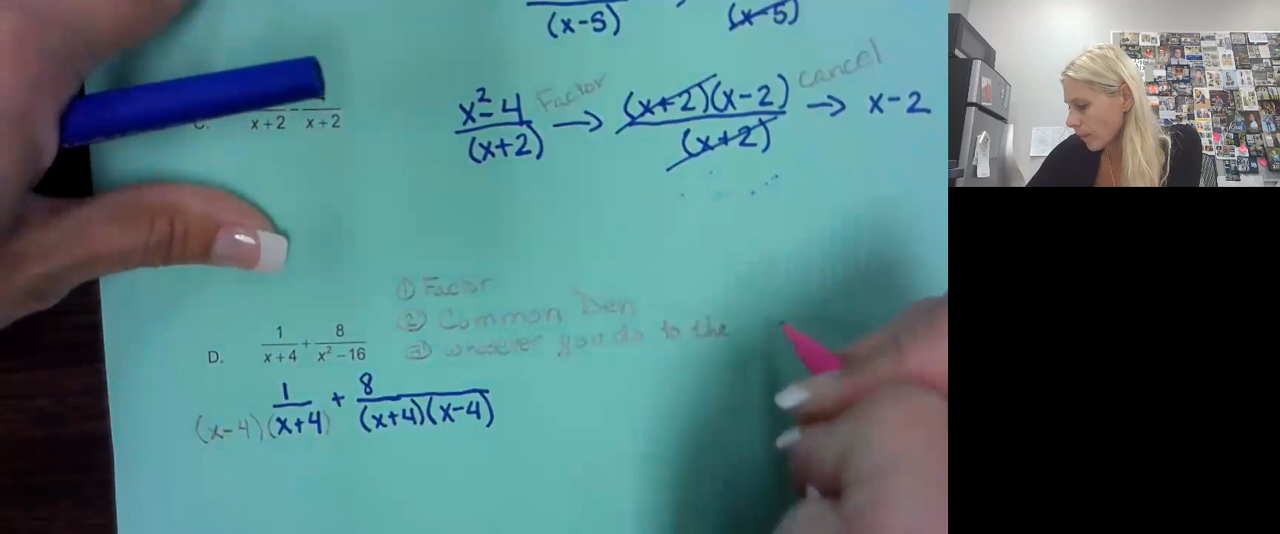 (x-5) (x-5)
x+2 - x+2
x²-4 / (x+2) Factor → (x+2)(x-2) / (x+2) cancel → x-2
① Factor
② Common Den
③ whatever you do to the
D. 1 / x+4 + 8 / x²-16
(x-4) 1 / (x+4) + 8 / (x+4)(x-4)